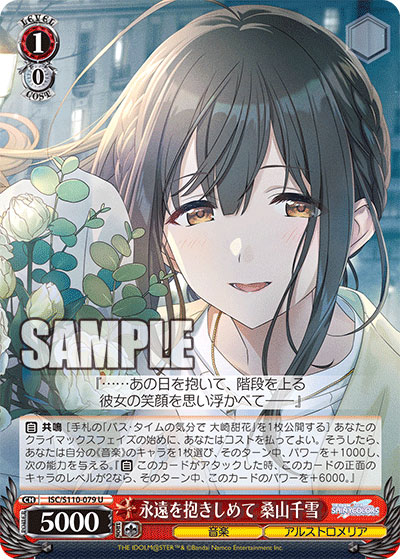 LEVEL
1
0
COST
SAMPLE
『……あの日を抱いて、階段を上る
彼女の笑顔を思い浮かべて――』
自 共鳴 [手札の「バス・タイムの気分で 大崎甜花」を1枚公開する] あなたの
クライマックスフェイズの始めに、あなたはコストを払ってよい。そうしたら、
あなたは自分の《音楽》のキャラを1枚選び、そのターン中、パワーを+1000し、
次の能力を与える。『自 このカードがアタックした時、このカードの正面の
キャラのレベルが2なら、そのターン中、このカードのパワーを+6000。』
CH ISC/S110-079 U
5000
永遠を抱きしめて 桑山千雪
THE IDOLM@STER
SHINYCOLORS
音楽
アルストロメリア
THE IDOLM@STER™ & ©Bandai Namco Entertainment Inc.